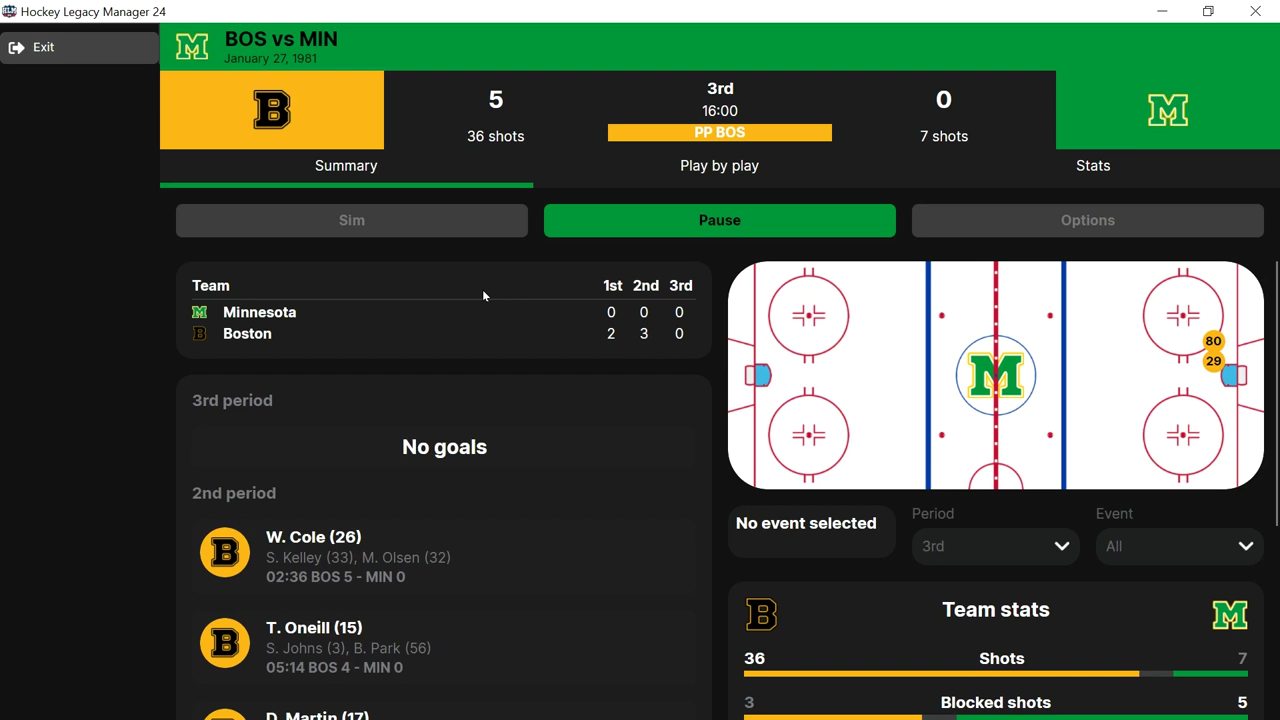 Hockey Legacy Manager 24
Exit
BOS vs MIN
January 27, 1981
B
5
36 shots
3rd
16:00
PP BOS
0
7 shots
M
Summary
Play by play
Stats
Sim
Pause
Options
Team 1st 2nd 3rd
Minnesota 0 0 0
Boston 2 3 0
3rd period
No goals
2nd period
W. Cole (26)
S. Kelley (33), M. Olsen (32)
02:36 BOS 5 - MIN 0
T. Oneill (15)
S. Johns (3), B. Park (56)
05:14 BOS 4 - MIN 0
D. Martin (17)
M
80
29
No event selected
Period
3rd
Event
All
B
Team stats
M
36 Shots 7
3 Blocked shots 5